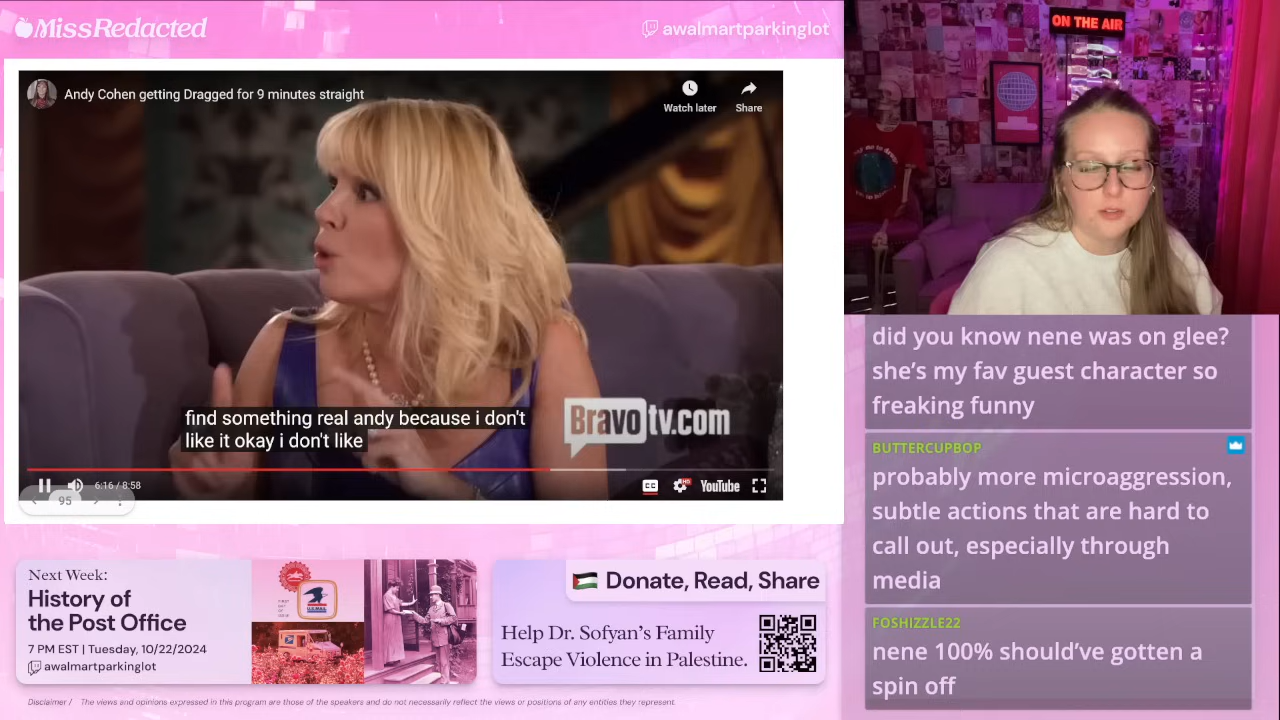 MissRedacted
awalmartparkinglot
ON THE AIR
Andy Cohen getting Dragged for 9 minutes straight
Watch later
Share
find something real andy because i don't
like it okay i don't like
Bravotv.com
6:16 / 8:58
CC
HD
YouTube
95
did you know nene was on glee?
she's my fav guest character so
freaking funny
BUTTERCUPBOP
probably more microaggression,
subtle actions that are hard to
call out, especially through
media
FOSHIZZLE22
nene 100% should've gotten a
spin off
Next Week:
History of
the Post Office
7 PM EST | Tuesday, 10/22/2024
awalmartparkinglot
U.S. MAIL
Donate, Read, Share
Help Dr. Sofyan's Family
Escape Violence in Palestine.
Disclaimer / The views and opinions expressed in this program are those of the speakers and do not necessarily reflect the views or positions of any entities they represent.